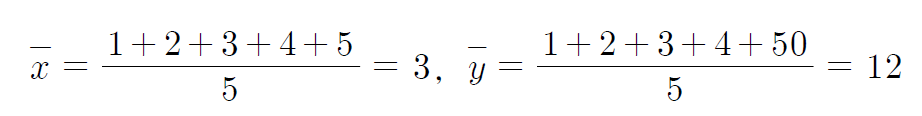 x̄ = (1 + 2 + 3 + 4 + 5)/5 = 3, ȳ = (1 + 2 + 3 + 4 + 50)/5 = 12